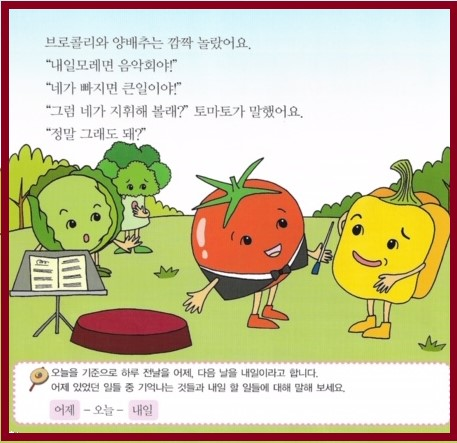 브로콜리와 양배추는 깜짝 놀랐어요.
“내일모레면 음악회야!”
“네가 빠지면 큰일이야!”
“그럼 네가 지휘해 볼래?” 토마토가 말했어요.
“정말 그래도 돼?”
오늘을 기준으로 하루 전날을 어제, 다음 날을 내일이라고 합니다.
어제 있었던 일들 중 기억나는 것들과 내일 할 일들에 대해 말해 보세요.
어제 – 오늘 – 내일